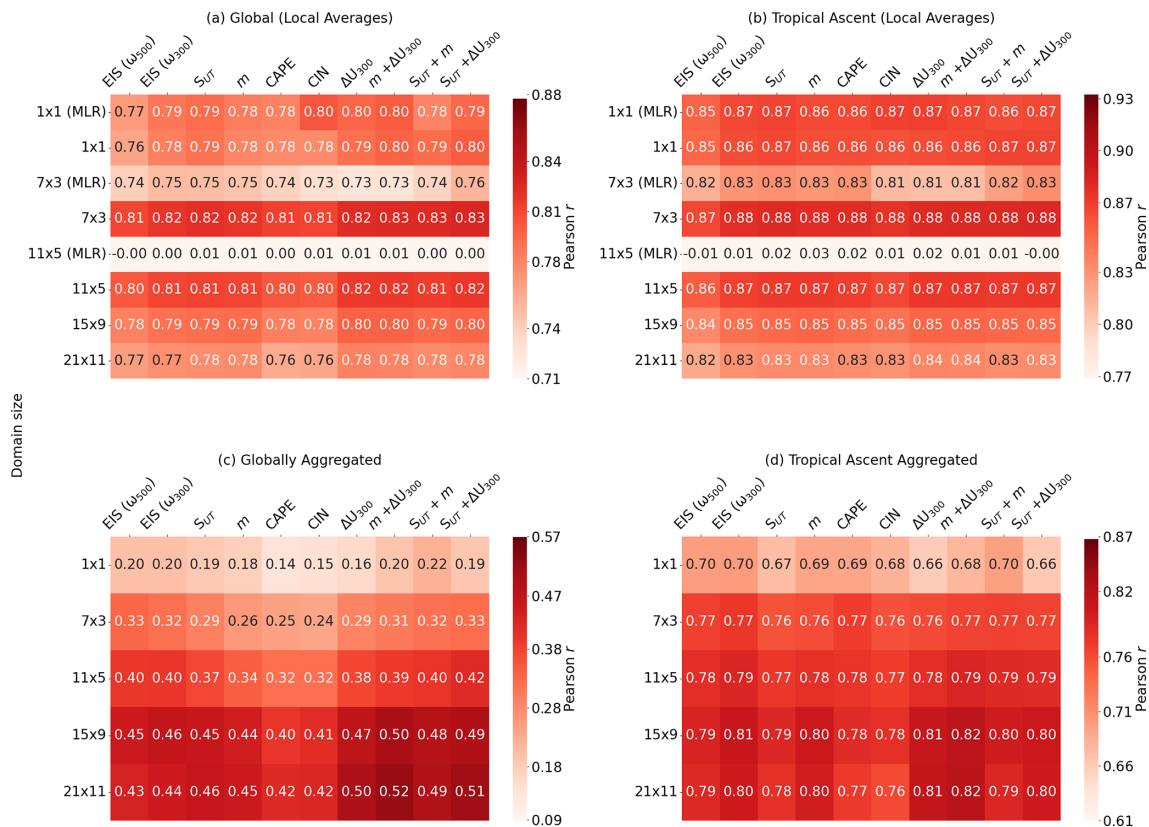 (a) Global (Local Averages)
EIS (ω500) EIS (ω300) SUT m CAPE CIN ΔU300 m +ΔU300 SUT + m SUT +ΔU300
1x1 (MLR) 0.77 0.79 0.79 0.78 0.78 0.80 0.80 0.80 0.78 0.79
1x1 0.76 0.78 0.79 0.78 0.78 0.78 0.79 0.80 0.79 0.80
7x3 (MLR) 0.74 0.75 0.75 0.75 0.74 0.73 0.73 0.73 0.74 0.76
7x3 0.81 0.82 0.82 0.82 0.81 0.81 0.82 0.83 0.83 0.83
11x5 (MLR) -0.00 0.00 0.01 0.01 0.00 0.01 0.01 0.01 0.00 0.00
11x5 0.80 0.81 0.81 0.81 0.80 0.80 0.82 0.82 0.81 0.82
15x9 0.78 0.79 0.79 0.79 0.78 0.78 0.80 0.80 0.79 0.80
21x11 0.77 0.77 0.78 0.78 0.76 0.76 0.78 0.78 0.78 0.78
0.88
0.84
0.81
0.78
0.74
0.71
Pearson r
(b) Tropical Ascent (Local Averages)
EIS (ω500) EIS (ω300) SUT m CAPE CIN ΔU300 m +ΔU300 SUT + m SUT +ΔU300
1x1 (MLR) 0.85 0.87 0.87 0.86 0.86 0.87 0.87 0.87 0.86 0.87
1x1 0.85 0.86 0.87 0.86 0.86 0.86 0.86 0.86 0.87 0.87
7x3 (MLR) 0.82 0.83 0.83 0.83 0.83 0.81 0.81 0.81 0.82 0.83
7x3 0.87 0.88 0.88 0.88 0.88 0.88 0.88 0.88 0.88 0.88
11x5 (MLR) -0.01 0.01 0.02 0.03 0.02 0.01 0.02 0.01 0.01 -0.00
11x5 0.86 0.87 0.87 0.87 0.87 0.87 0.87 0.87 0.87 0.87
15x9 0.84 0.85 0.85 0.85 0.85 0.85 0.85 0.85 0.85 0.85
21x11 0.82 0.83 0.83 0.83 0.83 0.83 0.84 0.84 0.83 0.83
0.93
0.90
0.87
0.83
0.80
0.77
Pearson r
Domain size
(c) Globally Aggregated
EIS (ω500) EIS (ω300) SUT m CAPE CIN ΔU300 m +ΔU300 SUT + m SUT +ΔU300
1x1 0.20 0.20 0.19 0.18 0.14 0.15 0.16 0.20 0.22 0.19
7x3 0.33 0.32 0.29 0.26 0.25 0.24 0.29 0.31 0.32 0.33
11x5 0.40 0.40 0.37 0.34 0.32 0.32 0.38 0.39 0.40 0.42
15x9 0.45 0.46 0.45 0.44 0.40 0.41 0.47 0.50 0.48 0.49
21x11 0.43 0.44 0.46 0.45 0.42 0.42 0.50 0.52 0.49 0.51
0.57
0.47
0.38
0.28
0.18
0.09
Pearson r
(d) Tropical Ascent Aggregated
EIS (ω500) EIS (ω300) SUT m CAPE CIN ΔU300 m +ΔU300 SUT + m SUT +ΔU300
1x1 0.70 0.70 0.67 0.69 0.69 0.68 0.66 0.68 0.70 0.66
7x3 0.77 0.77 0.76 0.76 0.77 0.76 0.76 0.77 0.77 0.77
11x5 0.78 0.79 0.77 0.78 0.78 0.77 0.78 0.79 0.79 0.79
15x9 0.79 0.81 0.79 0.80 0.78 0.78 0.81 0.82 0.80 0.80
21x11 0.79 0.80 0.78 0.80 0.77 0.76 0.81 0.82 0.79 0.80
0.87
0.82
0.76
0.71
0.66
0.61
Pearson r